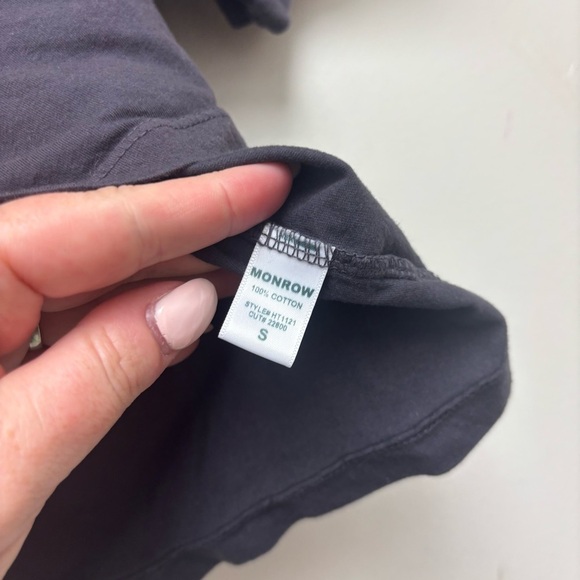 MONROW
100% COTTON
STYLE# HT1121
CUT# 22800
S